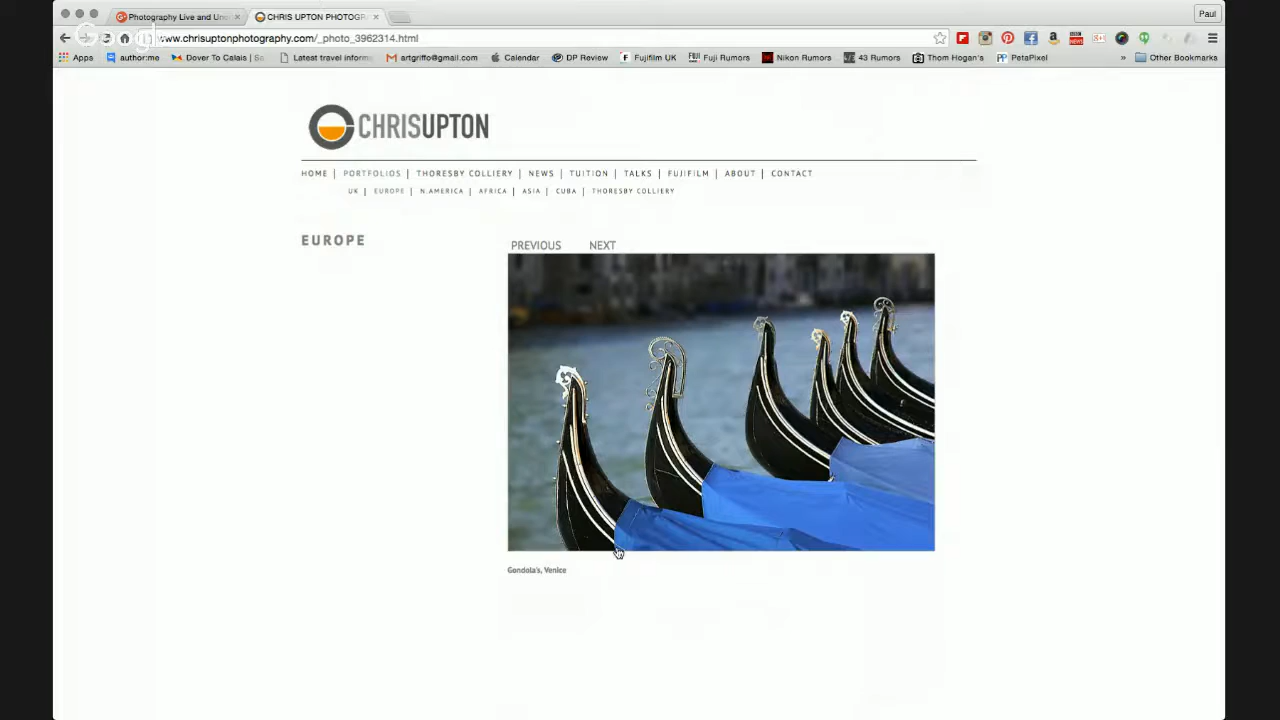 Photography Live and Unc
CHRIS UPTON PHOTOGR
Paul
www.chrisuptonphotography.com/_photo_3962314.html
Apps
author:me
Dover To Calais | Sa
Latest travel inform
artgriffo@gmail.com
Calendar
DP Review
Fujifilm UK
Fuji Rumors
Nikon Rumors
43 Rumors
Thom Hogan's
PetaPixel
»
Other Bookmarks
CHRISUPTON
HOME | PORTFOLIOS | THORESBY COLLIERY | NEWS | TUITION | TALKS | FUJIFILM | ABOUT | CONTACT
UK | EUROPE | N.AMERICA | AFRICA | ASIA | CUBA | THORESBY COLLIERY
EUROPE
PREVIOUS NEXT
Gondola's, Venice